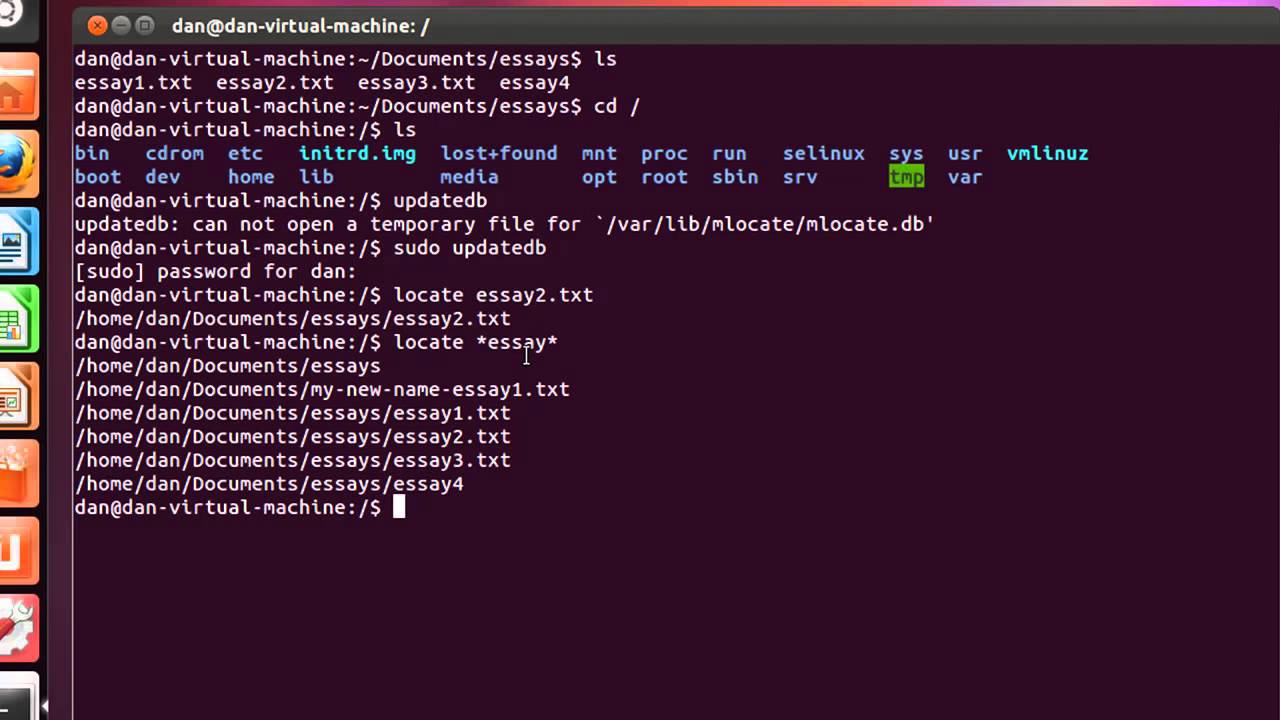 dan@dan-virtual-machine: /
dan@dan-virtual-machine:~/Documents/essays$ ls
essay1.txt  essay2.txt  essay3.txt  essay4
dan@dan-virtual-machine:~/Documents/essays$ cd /
dan@dan-virtual-machine:/$ ls
bin   cdrom  etc   initrd.img  lost+found  mnt  proc  run   selinux  sys  usr  vmlinuz
boot  dev    home  lib         media       opt  root  sbin  srv      tmp  var
dan@dan-virtual-machine:/$ updatedb
updatedb: can not open a temporary file for `/var/lib/mlocate/mlocate.db'
dan@dan-virtual-machine:/$ sudo updatedb
[sudo] password for dan:
dan@dan-virtual-machine:/$ locate essay2.txt
/home/dan/Documents/essays/essay2.txt
dan@dan-virtual-machine:/$ locate *essay*
/home/dan/Documents/essays
/home/dan/Documents/my-new-name-essay1.txt
/home/dan/Documents/essays/essay1.txt
/home/dan/Documents/essays/essay2.txt
/home/dan/Documents/essays/essay3.txt
/home/dan/Documents/essays/essay4
dan@dan-virtual-machine:/$